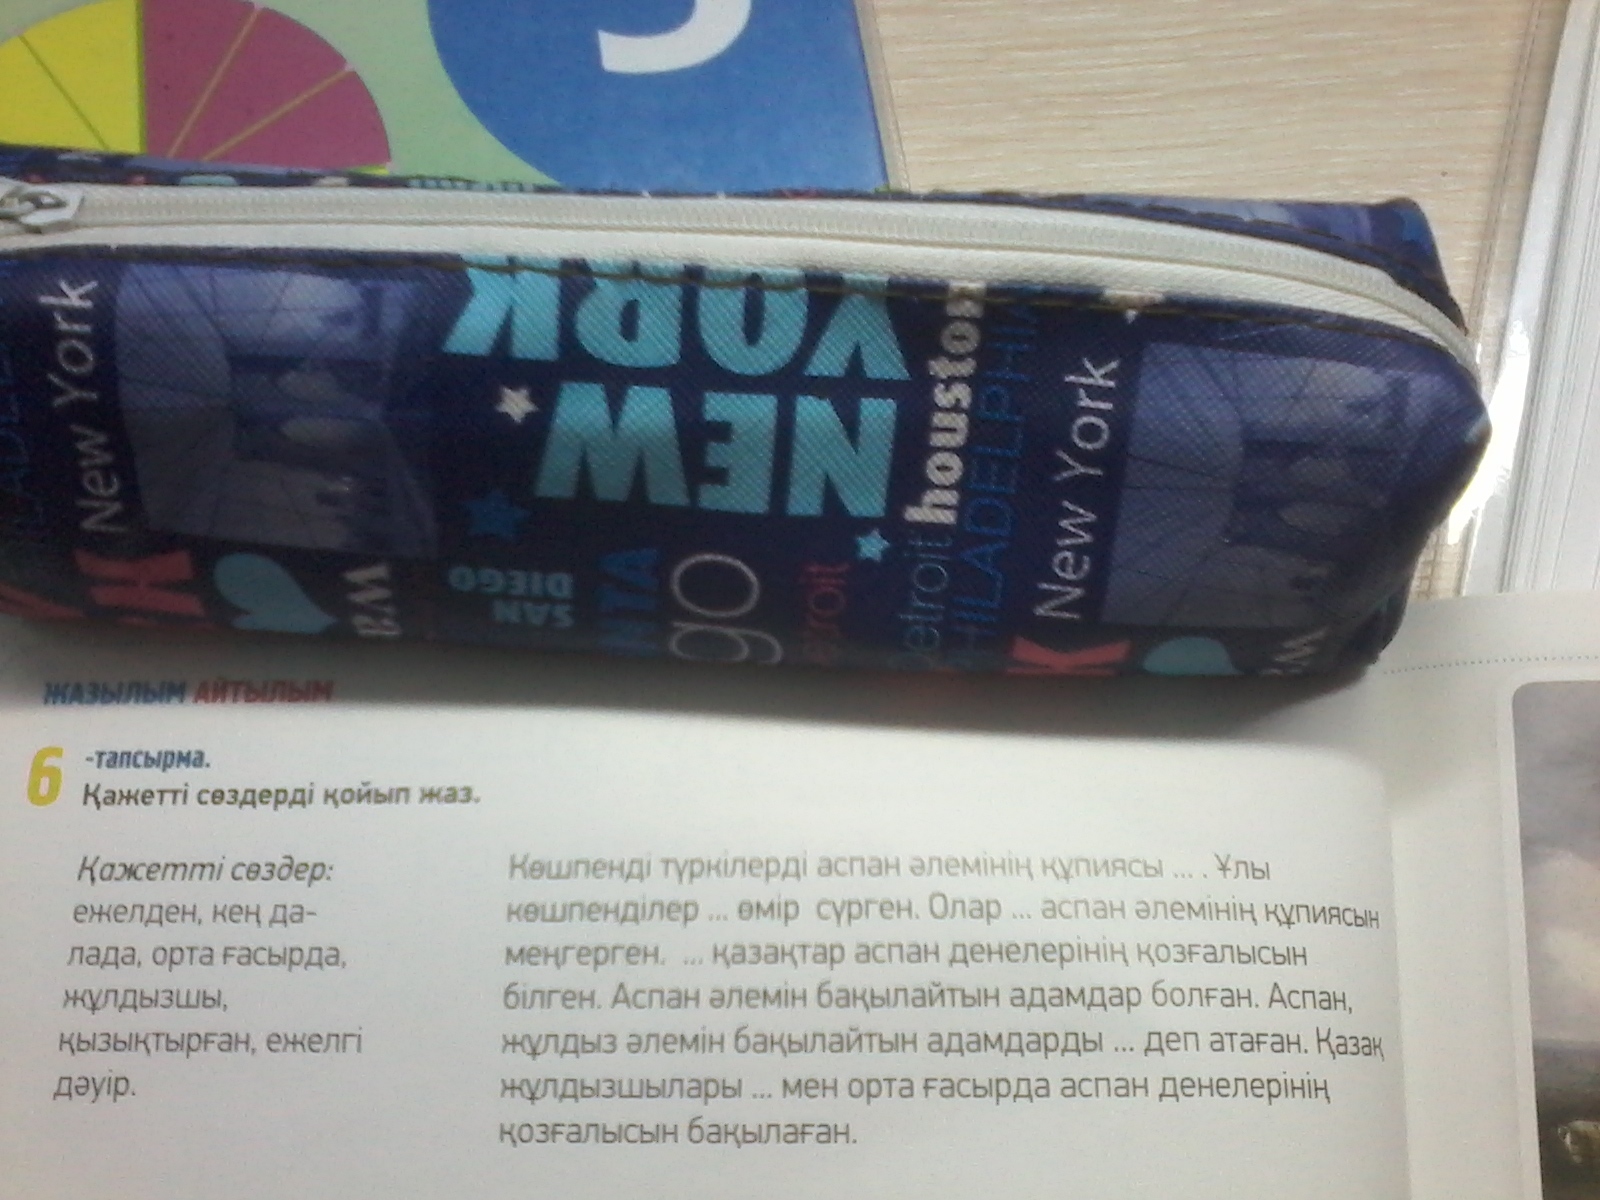 New York
NEW YORK
SAN DIEGO
go
Detroit
houston
PHILADELPHIA
New York
ЖАЗЫЛЫМ АЙТЫЛЫМ
6 -тапсырма.
Қажетті сөздерді қойып жаз.
Қажетті сөздер:
ежелден, кең да-
лада, орта ғасырда,
жұлдызшы,
қызықтырған, ежелгі
дәуір.
Көшпенді түркілерді аспан әлемінің құпиясы ... . Ұлы
көшпенділер ... өмір сүрген. Олар ... аспан әлемінің құпиясын
меңгерген. ... қазақтар аспан денелерінің қозғалысын
білген. Аспан әлемін бақылайтын адамдар болған. Аспан,
жұлдыз әлемін бақылайтын адамдарды ... деп атаған. Қазақ
жұлдызшылары ... мен орта ғасырда аспан денелерінің
қозғалысын бақылаған.